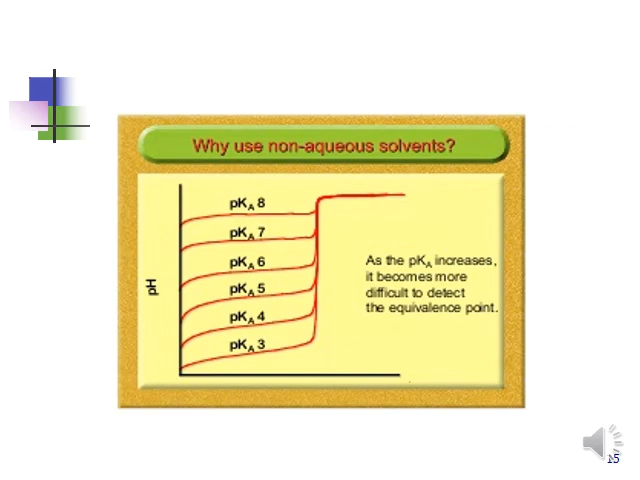 Why use non-aqueous solvents?
pKA 8
pKA 7
pKA 6
pKA 5
pKA 4
pKA 3
pH
As the pKA increases,
it becomes more
difficult to detect
the equivalence point.
15